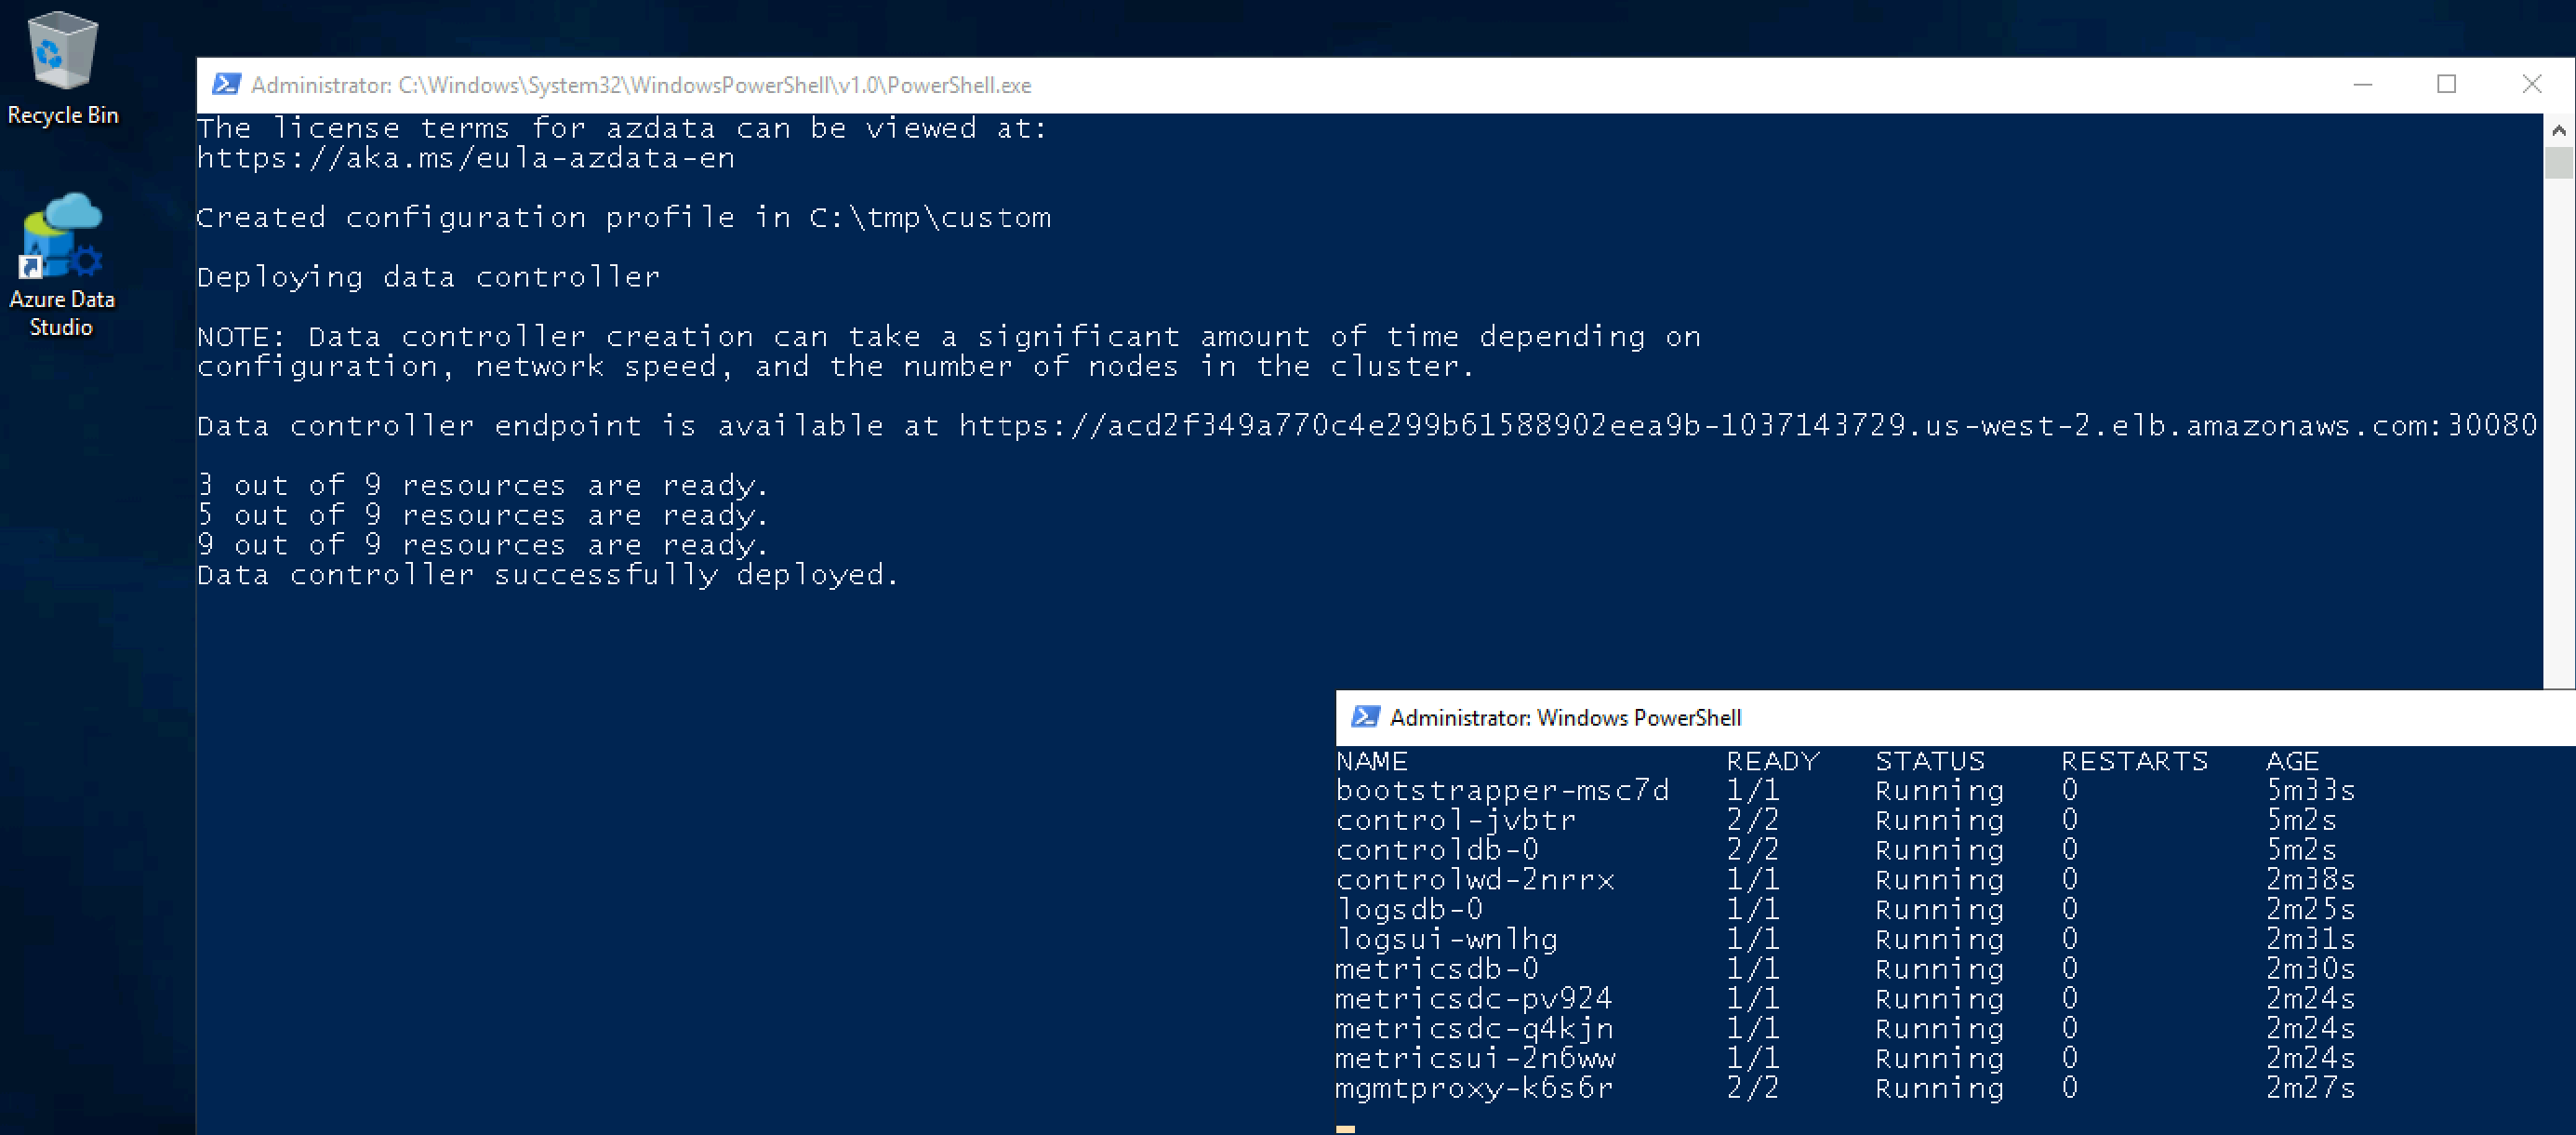 Recycle Bin
Azure Data
Studio
Administrator: C:\Windows\System32\WindowsPowerShell\v1.0\PowerShell.exe
The license terms for azdata can be viewed at:
https://aka.ms/eula-azdata-en
Created configuration profile in C:\tmp\custom
Deploying data controller
NOTE: Data controller creation can take a significant amount of time depending on
configuration, network speed, and the number of nodes in the cluster.
Data controller endpoint is available at https://acd2f349a770c4e299b61588902eea9b-1037143729.us-west-2.elb.amazonaws.com:30080
3 out of 9 resources are ready.
5 out of 9 resources are ready.
9 out of 9 resources are ready.
Data controller successfully deployed.
Administrator: Windows PowerShell
NAME READY STATUS RESTARTS AGE
bootstrapper-msc7d 1/1 Running 0 5m33s
control-jvbtr 2/2 Running 0 5m2s
controldb-0 2/2 Running 0 5m2s
controlwd-2nrrx 1/1 Running 0 2m38s
logsdb-0 1/1 Running 0 2m25s
logsui-wnlhg 1/1 Running 0 2m31s
metricsdb-0 1/1 Running 0 2m30s
metricsdc-pv924 1/1 Running 0 2m24s
metricsdc-q4kjn 1/1 Running 0 2m24s
metricsui-2n6ww 1/1 Running 0 2m24s
mgmtproxy-k6s6r 2/2 Running 0 2m27s